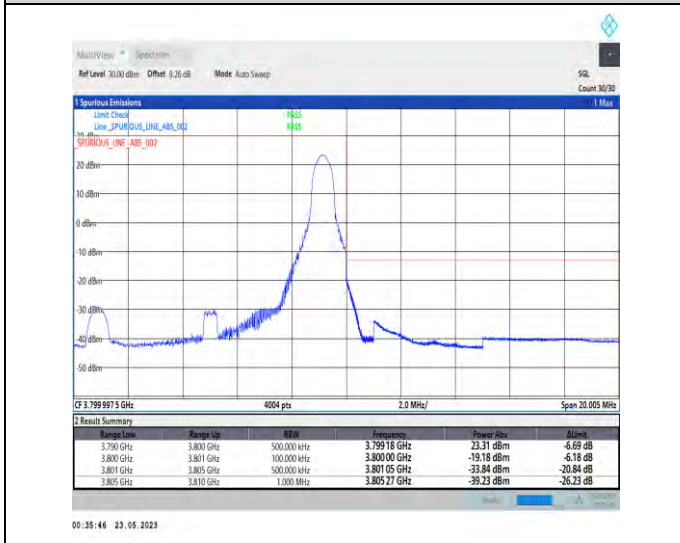 MultiView Spectrum
Ref Level 30.00 dBm Offset 9.26 dB Mode Auto Sweep SGL
Count 30/30
1 Spurious Emissions 1 Max
Limit Check PASS
Line _SPURIOUS_LINE_ABS_002 PASS
_SPURIOUS_LINE_ABS_002
20 dBm
10 dBm
0 dBm
-10 dBm
-20 dBm
-30 dBm
-40 dBm
-50 dBm
CF 3.799 997 5 GHz 4004 pts 2.0 MHz/ Span 20.005 MHz
2 Result Summary
Range Low Range Up RBW Frequency Power Abs ΔLimit
3.790 GHz 3.800 GHz 500.000 kHz 3.799 18 GHz 23.31 dBm -6.69 dB
3.800 GHz 3.801 GHz 100.000 kHz 3.800 00 GHz -19.18 dBm -6.18 dB
3.801 GHz 3.805 GHz 500.000 kHz 3.801 05 GHz -33.84 dBm -20.84 dB
3.805 GHz 3.810 GHz 1.000 MHz 3.805 27 GHz -39.23 dBm -26.23 dB
00:35:46 23.05.2023